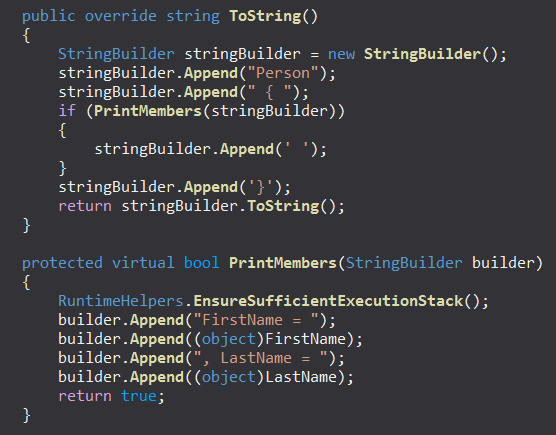 public override string ToString()
{
    StringBuilder stringBuilder = new StringBuilder();
    stringBuilder.Append("Person");
    stringBuilder.Append(" { ");
    if (PrintMembers(stringBuilder))
    {
        stringBuilder.Append(' ');
    }
    stringBuilder.Append('}');
    return stringBuilder.ToString();
}

protected virtual bool PrintMembers(StringBuilder builder)
{
    RuntimeHelpers.EnsureSufficientExecutionStack();
    builder.Append("FirstName = ");
    builder.Append((object)FirstName);
    builder.Append(", LastName = ");
    builder.Append((object)LastName);
    return true;
}